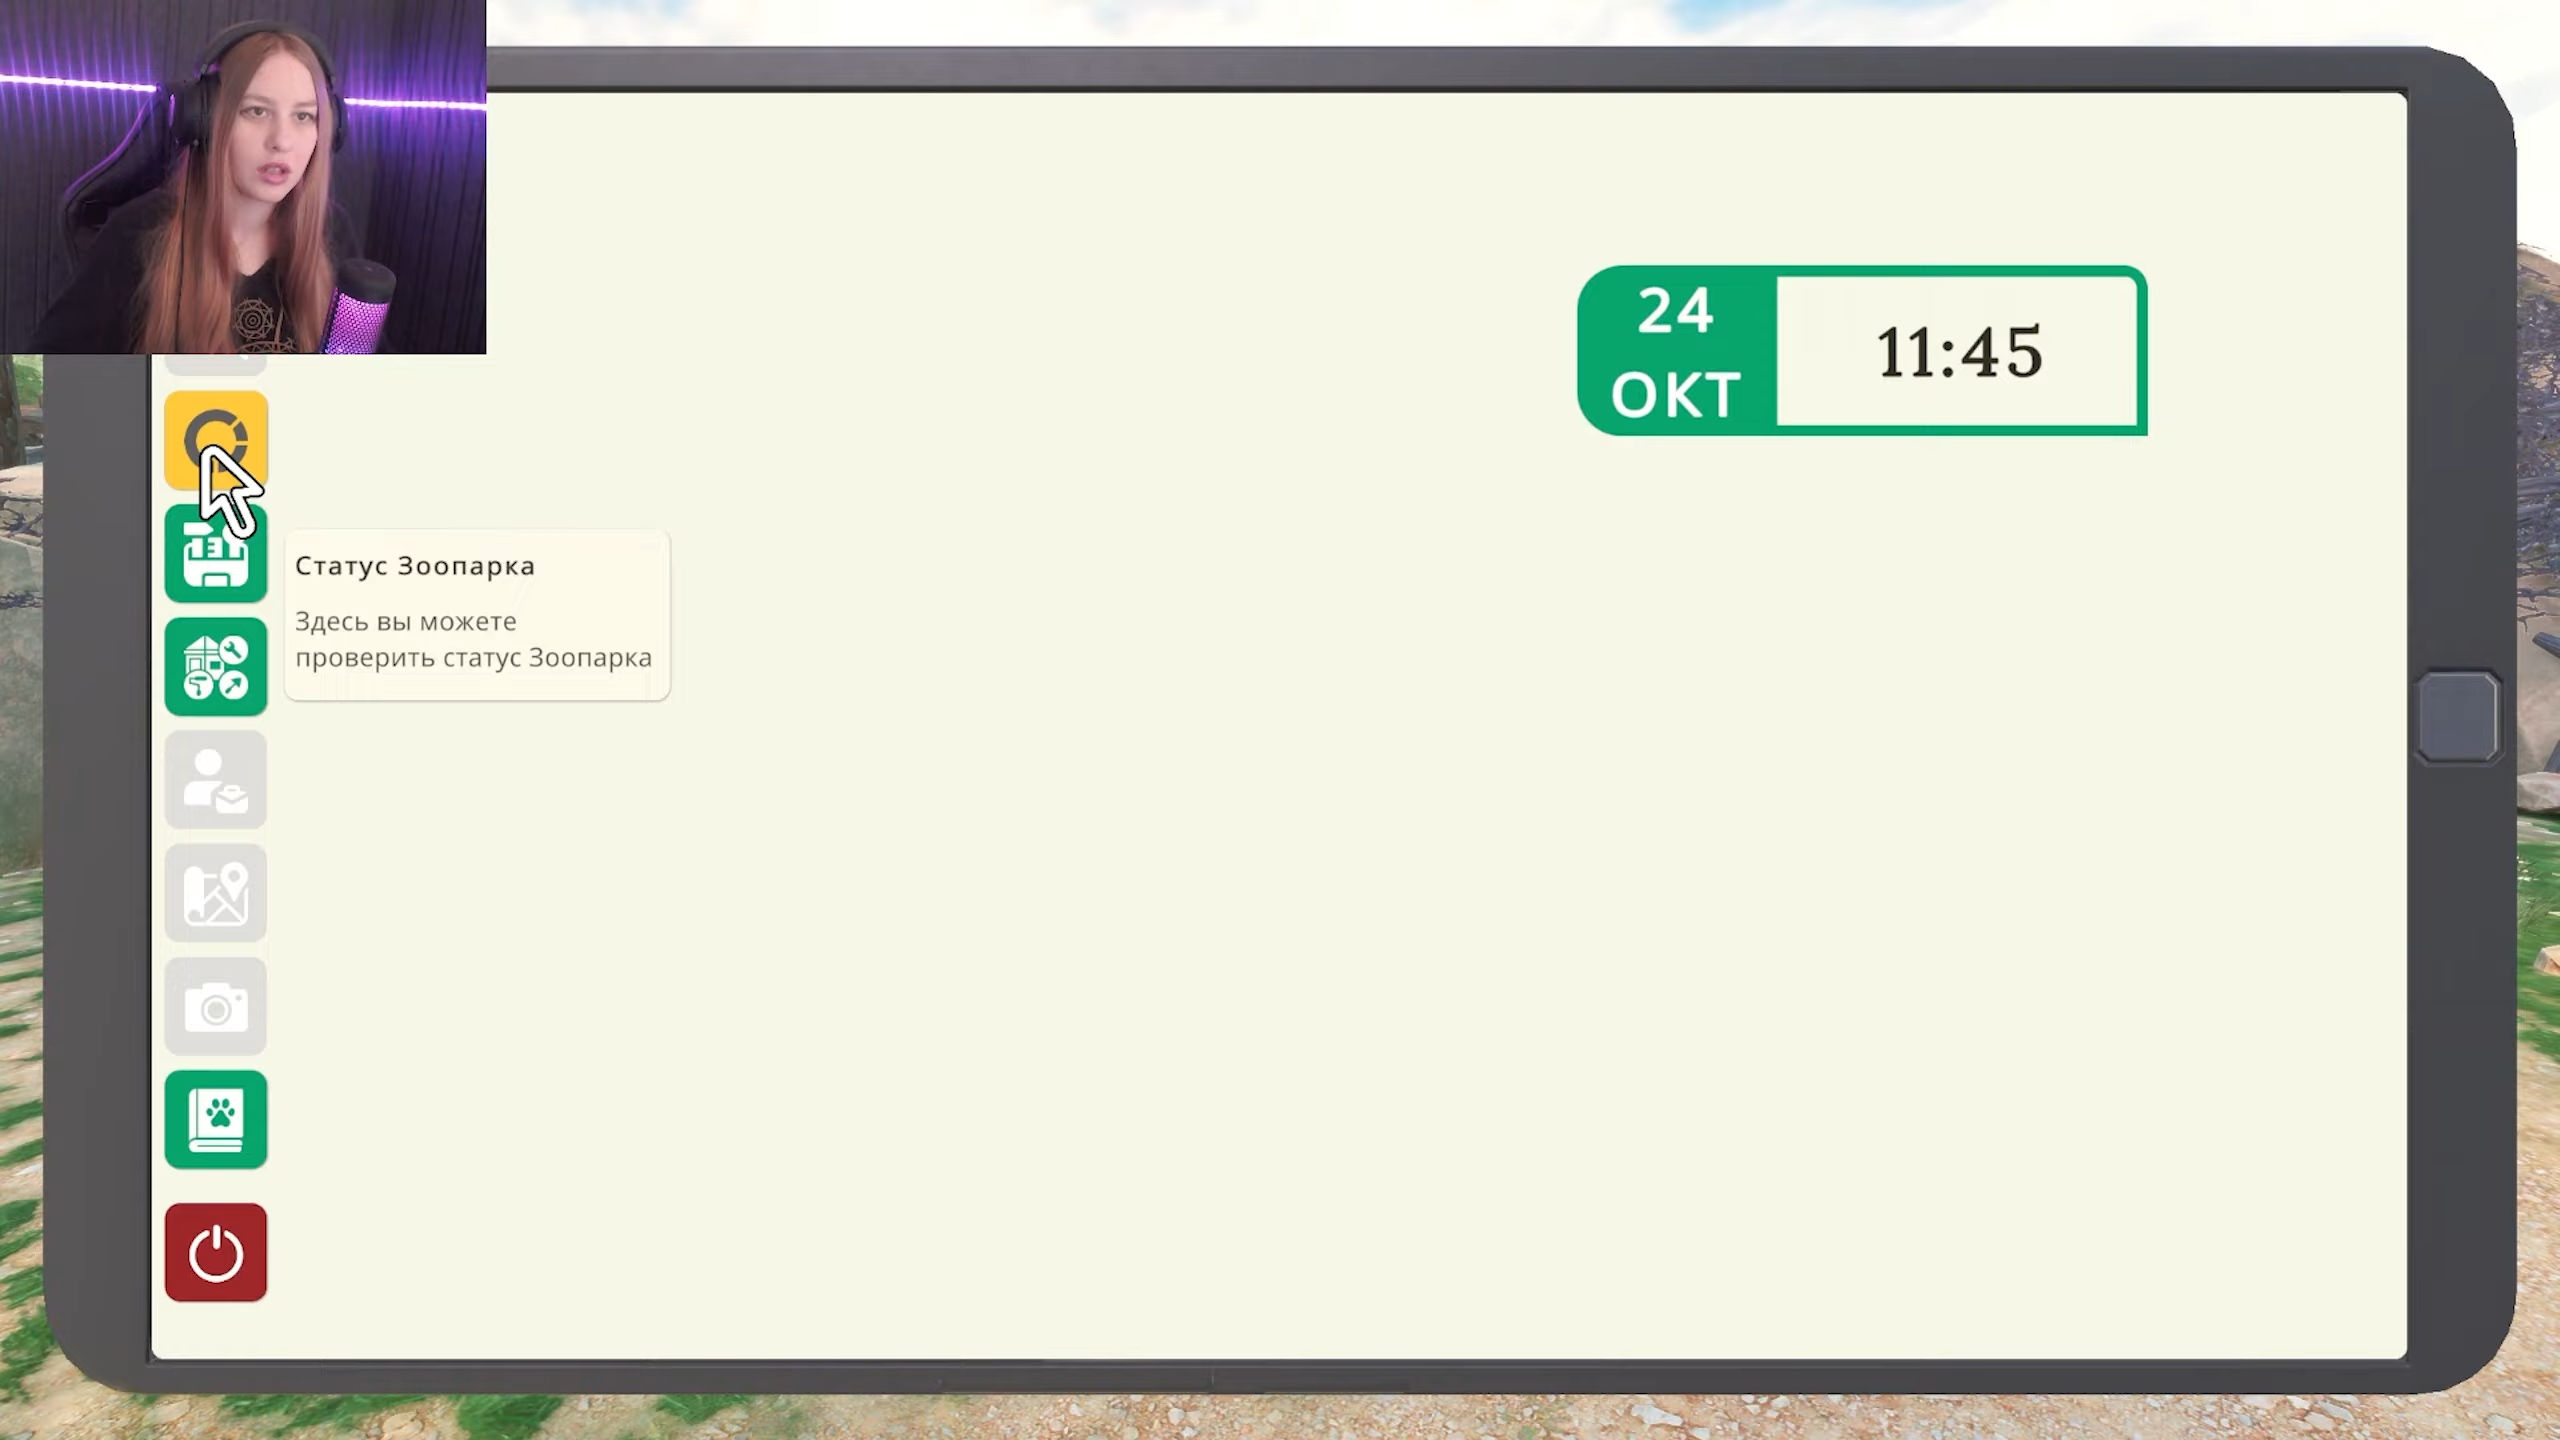 24
ОКТ
11:45
Статус Зоопарка
Здесь вы можете
проверить статус Зоопарка